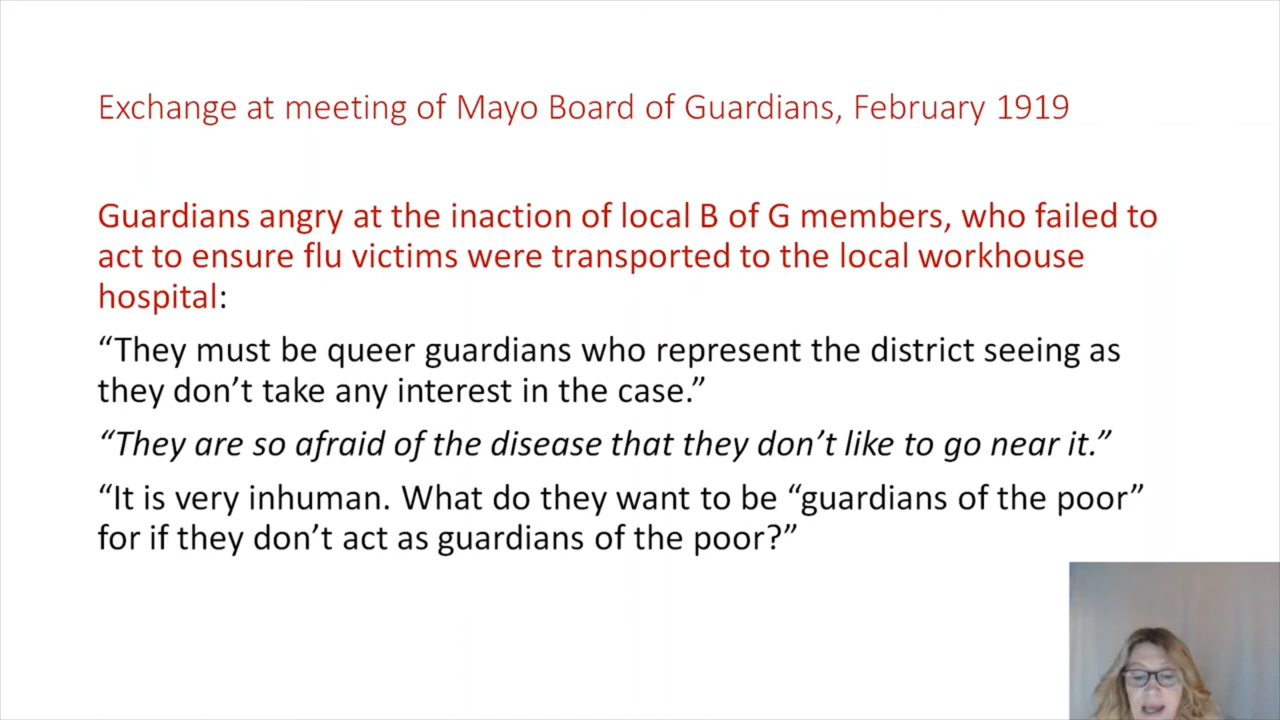 Exchange at meeting of Mayo Board of Guardians, February 1919
Guardians angry at the inaction of local B of G members, who failed to
act to ensure flu victims were transported to the local workhouse
hospital:
“They must be queer guardians who represent the district seeing as
they don’t take any interest in the case.”
“They are so afraid of the disease that they don’t like to go near it.”
“It is very inhuman. What do they want to be “guardians of the poor”
for if they don’t act as guardians of the poor?”